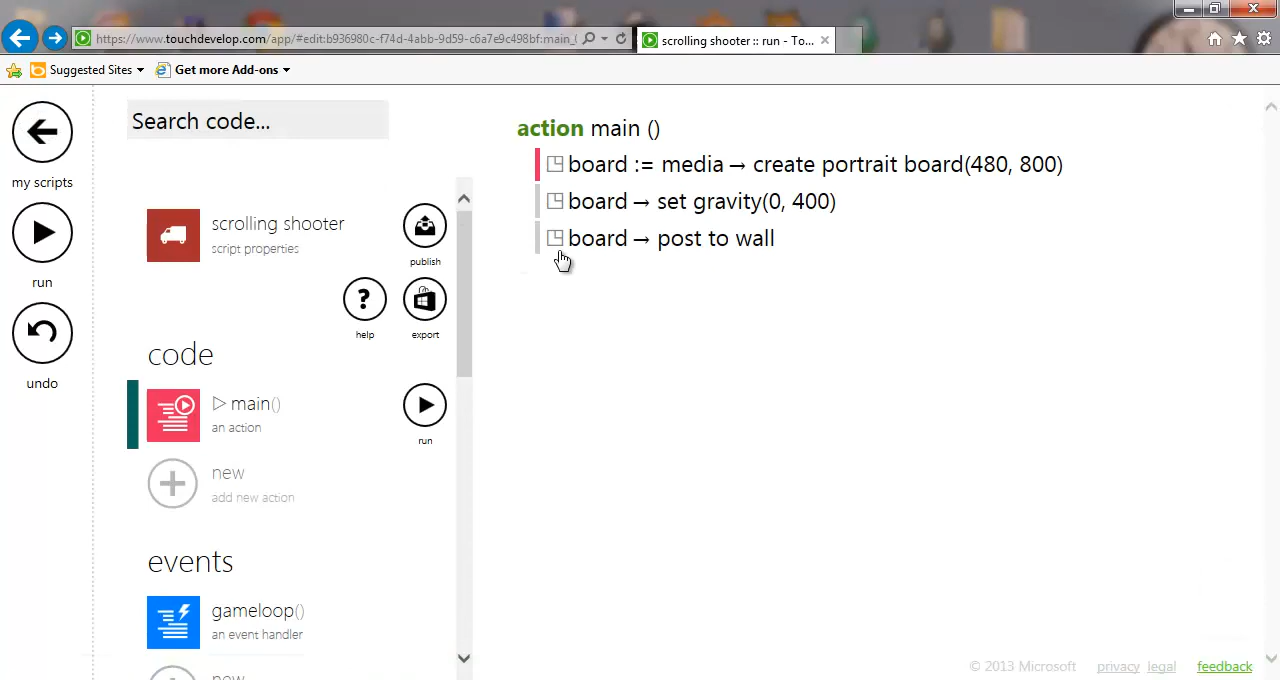 https://www.touchdevelop.com/app/#edit:b936980c-f74d-4abb-9d59-c6a7e9c498bf:main_(
scrolling shooter :: run - To...
Suggested Sites
Get more Add-ons
my scripts
run
undo
Search code...
scrolling shooter
script properties
publish
help
export
code
main()
an action
run
new
add new action
events
gameloop()
an event handler
new
action main ()
board := media → create portrait board(480, 800)
board → set gravity(0, 400)
board → post to wall
© 2013 Microsoft privacy legal feedback